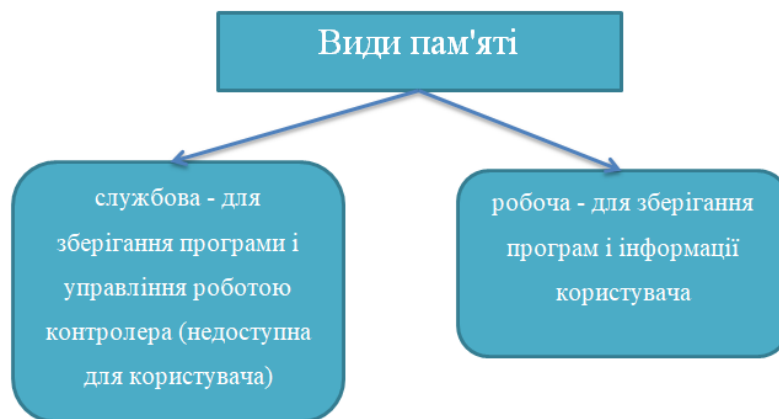 Види пам'яті
службова - для
зберігання програми і
управління роботою
контролера (недоступна
для користувача)
робоча - для зберігання
програм і інформації
користувача